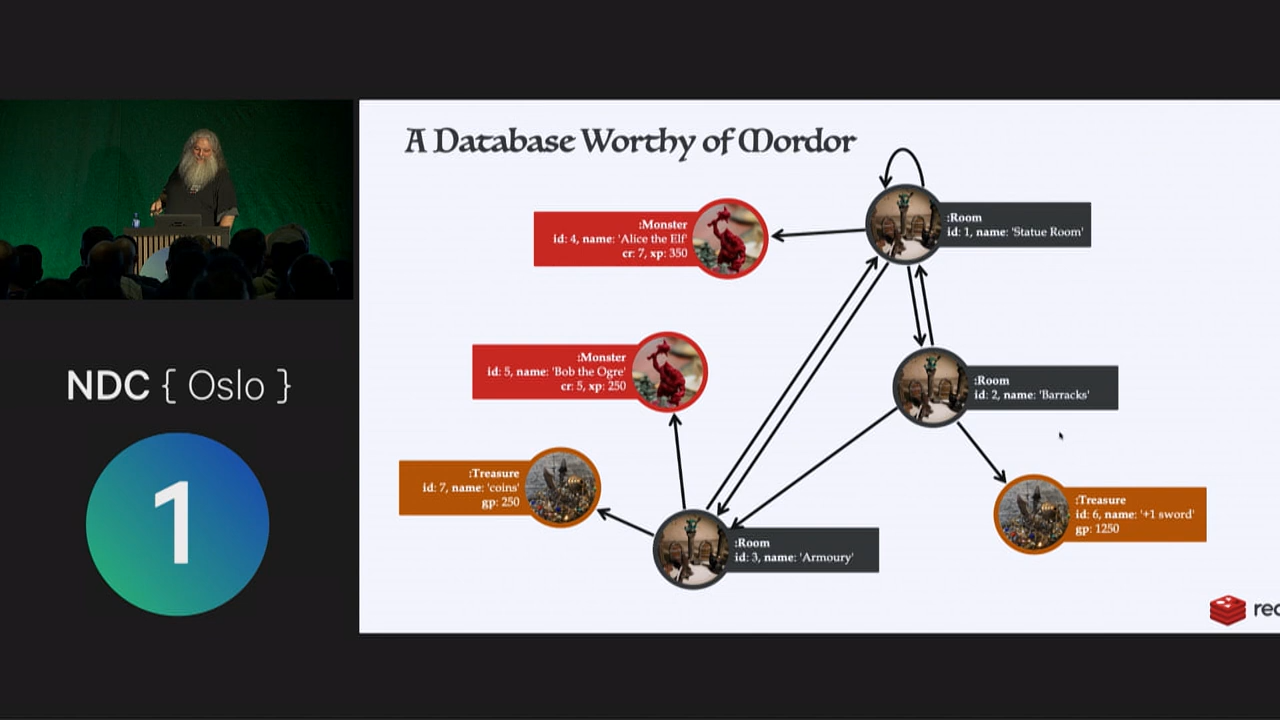 A Database Worthy of Mordor
:Room
id: 1, name: 'Statue Room'
:Monster
id: 4, name: 'Alice the Elf'
cr: 7, xp: 350
:Monster
id: 5, name: 'Bob the Ogre'
cr: 5, xp: 250
:Room
id: 2, name: 'Barracks'
NDC { Oslo }
1
:Treasure
id: 7, name: 'coins'
gp: 250
:Treasure
id: 6, name: '+1 sword'
gp: 1250
:Room
id: 3, name: 'Armoury'